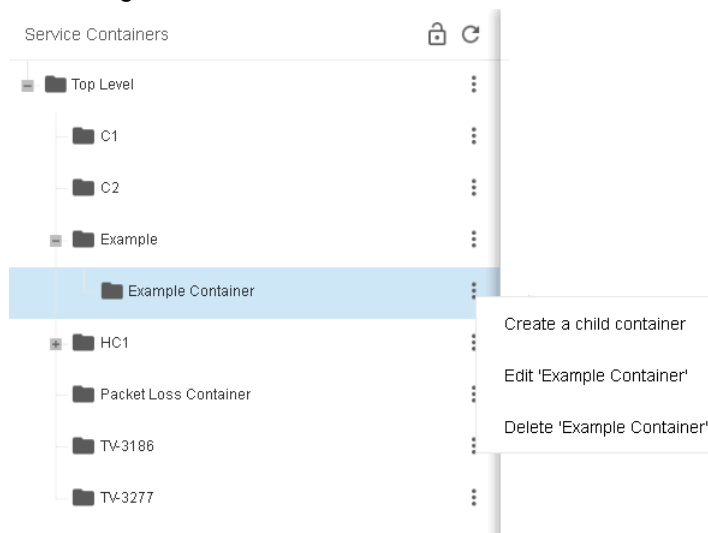 Service Containers
Top Level
C1
C2
Example
Example Container
Create a child container
HC1
Edit 'Example Container'
Packet Loss Container
Delete 'Example Container'
TV-3186
TV-3277